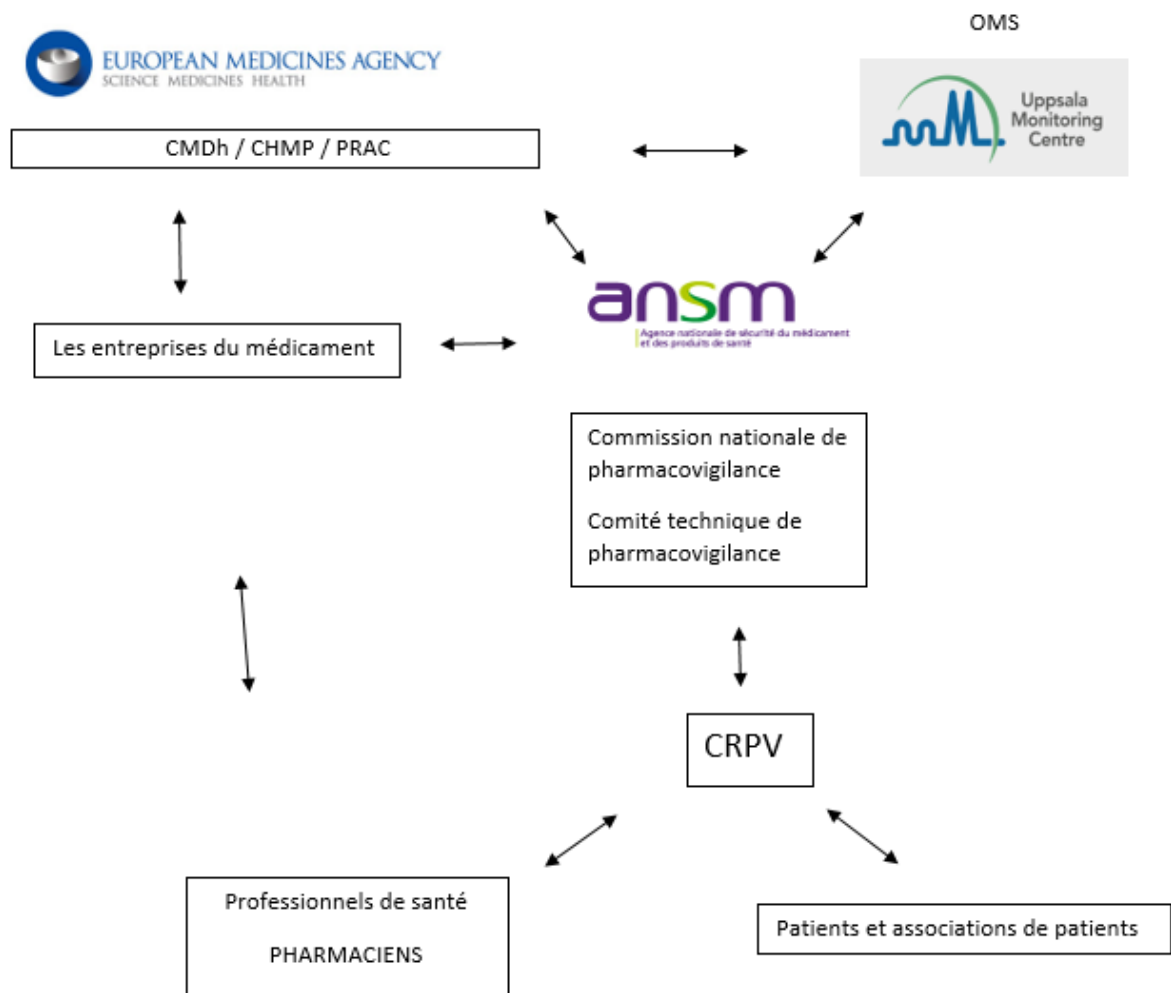 OMS
EUROPEAN MEDICINES AGENCY
SCIENCE MEDICINES HEALTH
Uppsala
Monitoring
Centre
CMDh / CHMP / PRAC
ansm
Agence nationale de sécurité du médicament
et des produits de santé
Les entreprises du médicament
Commission nationale de
pharmacovigilance
Comité technique de
pharmacovigilance
CRPV
Professionnels de santé
PHARMACIENS
Patients et associations de patients